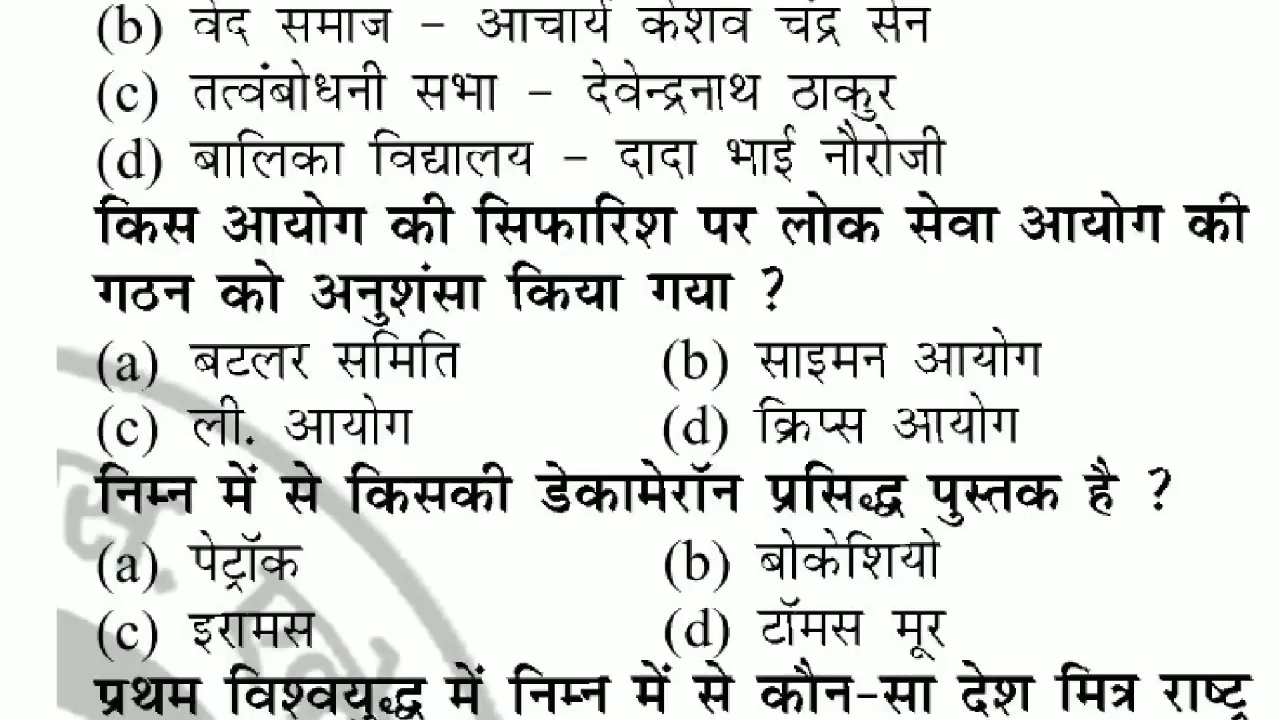 (b) वेद समाज – आचार्य केशव चंद्र सेन
(c) तत्वंबोधनी सभा – देवेन्द्रनाथ ठाकुर
(d) बालिका विद्यालय – दादा भाई नौरोजी
किस आयोग की सिफारिश पर लोक सेवा आयोग की
गठन को अनुशंसा किया गया ?
(a) बटलर समिति (b) साइमन आयोग
(c) ली. आयोग (d) क्रिप्स आयोग
निम्न में से किसकी डेकामेरॉन प्रसिद्ध पुस्तक है ?
(a) पेट्रॉक (b) बोकेशियो
(c) इरामस (d) टॉमस मूर
प्रथम विश्वयुद्ध में निम्न में से कौन-सा देश मित्र राष्ट्र